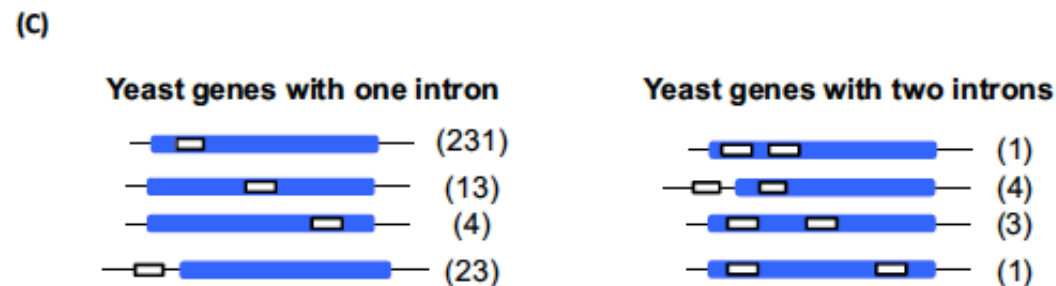 (C)
Yeast genes with one intron
(231)
(13)
(4)
(23)
Yeast genes with two introns
(1)
(4)
(3)
(1)